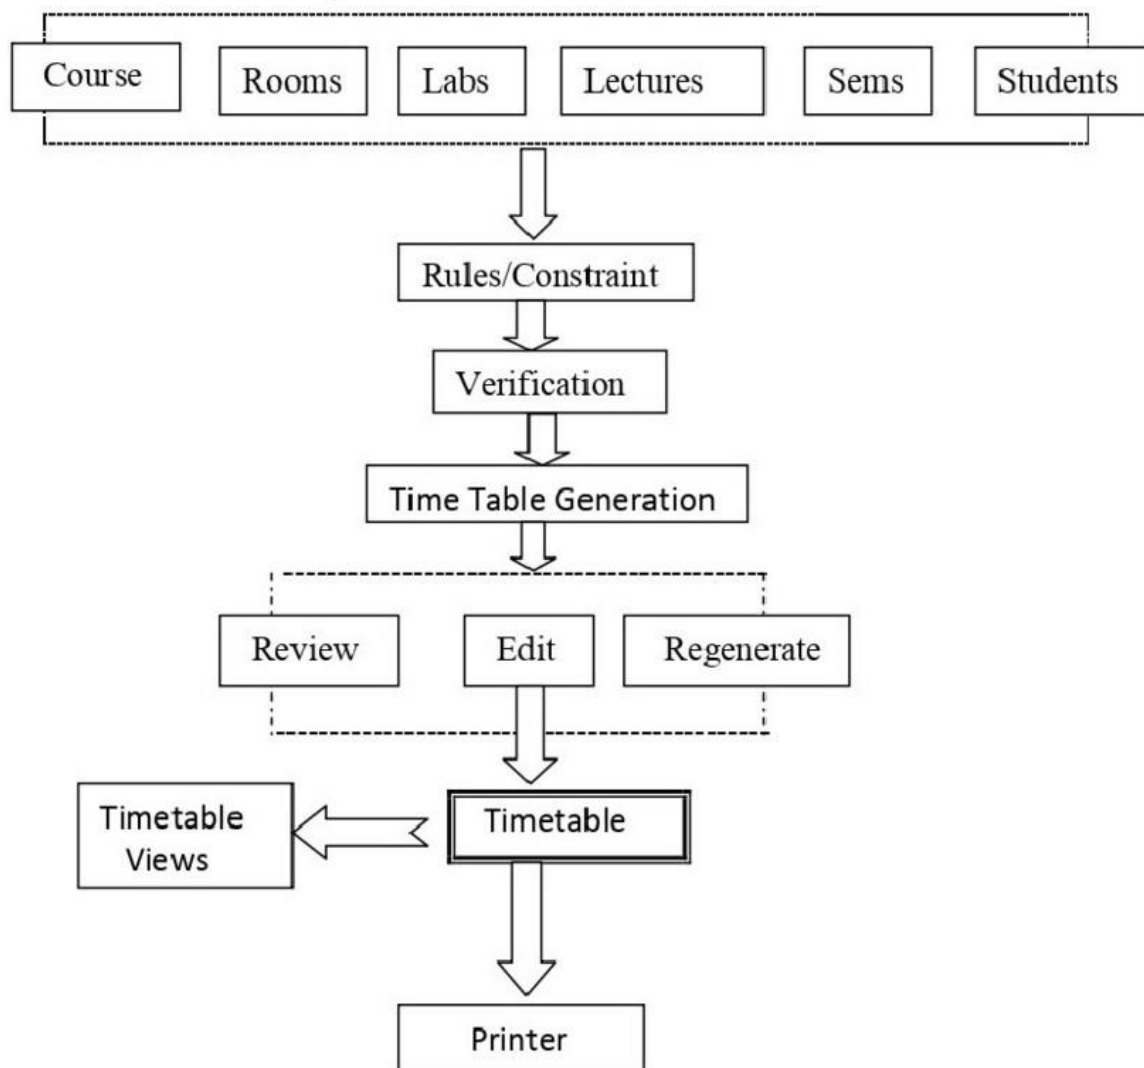 Course Rooms Labs Lectures Sems Students
Rules/Constraint
Verification
Time Table Generation
Review Edit Regenerate
Timetable
Timetable
Views
Printer